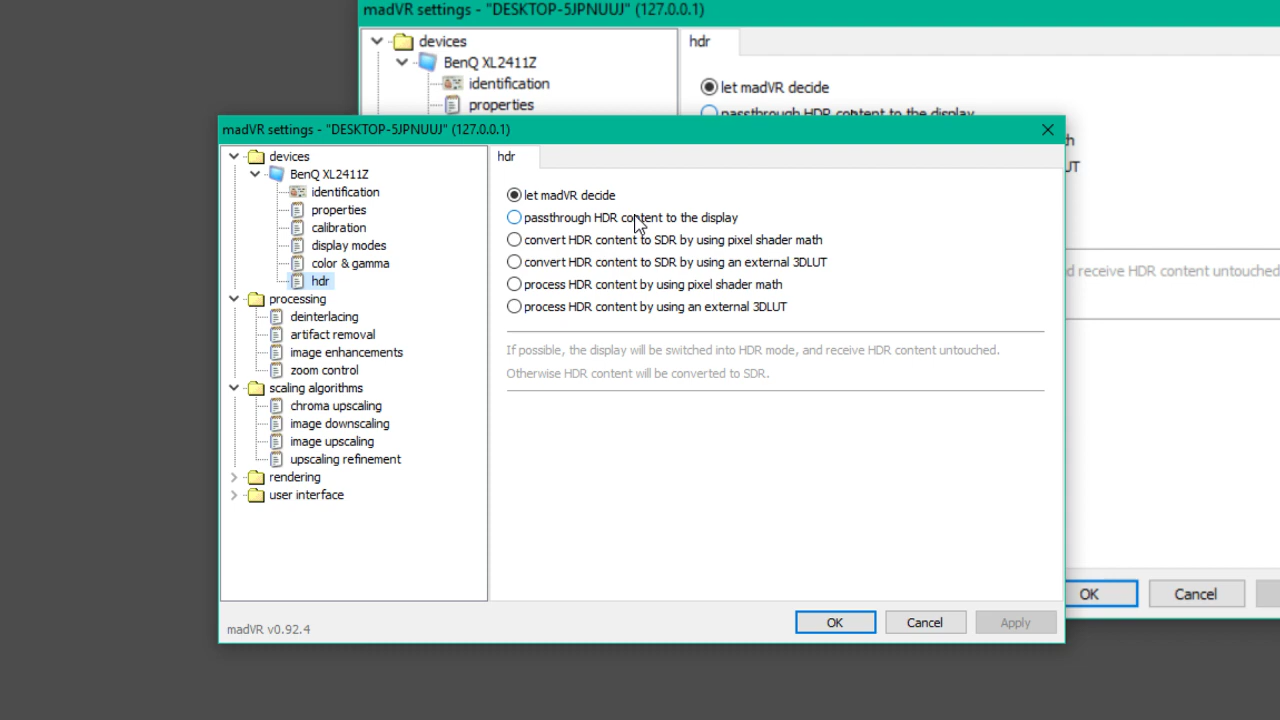 madVR settings - "DESKTOP-5JPNUUJ" (127.0.0.1)
devices
BenQ XL2411Z
identification
properties
hdr
let madVR decide
passthrough HDR content to the display
d receive HDR content untouched
OK
Cancel
madVR settings - "DESKTOP-5JPNUUJ" (127.0.0.1)
devices
BenQ XL2411Z
identification
properties
calibration
display modes
color & gamma
hdr
processing
deinterlacing
artifact removal
image enhancements
zoom control
scaling algorithms
chroma upscaling
image downscaling
image upscaling
upscaling refinement
rendering
user interface
hdr
let madVR decide
passthrough HDR content to the display
convert HDR content to SDR by using pixel shader math
convert HDR content to SDR by using an external 3DLUT
process HDR content by using pixel shader math
process HDR content by using an external 3DLUT
If possible, the display will be switched into HDR mode, and receive HDR content untouched.
Otherwise HDR content will be converted to SDR.
madVR v0.92.4
OK
Cancel
Apply